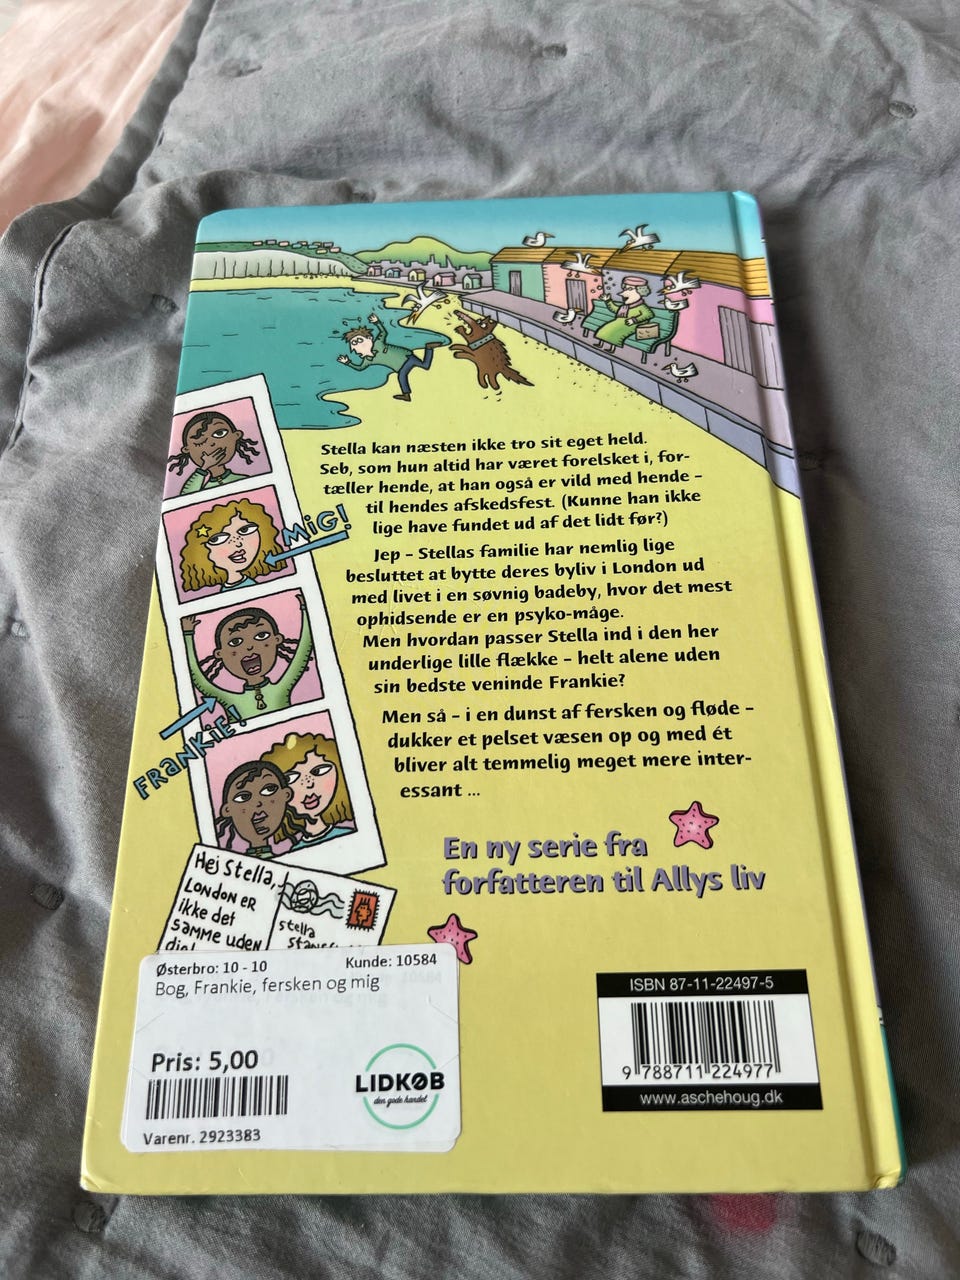 Stella kan næsten ikke tro sit eget held.
Seb, som hun altid har været forelsket i, for-
tæller hende, at han også er vild med hende –
til hendes afskedsfest. (Kunne han ikke
lige have fundet ud af det lidt før?)
Jep – Stellas familie har nemlig lige
besluttet at bytte deres byliv i London ud
med livet i en søvnig badeby, hvor det mest
ophidsende er en psyko-måge.
Men hvordan passer Stella ind i den her
underlige lille flække – helt alene uden
sin bedste veninde Frankie?
Men så – i en dunst af fersken og fløde –
dukker et pelset væsen op og med ét
bliver alt temmelig meget mere inter-
essant ...
MiG!
FRANKiE!
En ny serie fra
forfatteren til Allys liv
Hej Stella,
LONDON ER
ikke det
samme uden
dig!
stella
Østerbro: 10 - 10 Kunde: 10584
Bog, Frankie, fersken og mig
Pris: 5,00
LIDKØB
den gode handel
Varenr. 2923383
ISBN 87-11-22497-5
9 788711 224977
www.aschehoug.dk